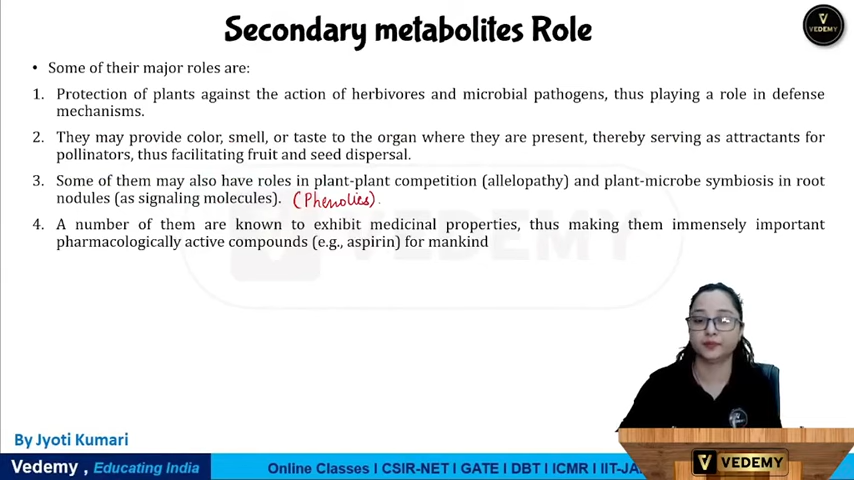 Secondary metabolites Role
V
VEDEMY
• Some of their major roles are:
1. Protection of plants against the action of herbivores and microbial pathogens, thus playing a role in defense
mechanisms.
2. They may provide color, smell, or taste to the organ where they are present, thereby serving as attractants for
pollinators, thus facilitating fruit and seed dispersal.
3. Some of them may also have roles in plant-plant competition (allelopathy) and plant-microbe symbiosis in root
nodules (as signaling molecules). (Phenolics)
4. A number of them are known to exhibit medicinal properties, thus making them immensely important
pharmacologically active compounds (e.g., aspirin) for mankind
V VEDEMY
By Jyoti Kumari
V VEDEMY
Vedemy , Educating India
Online Classes I CSIR-NET I GATE I DBT I ICMR I IIT-JA